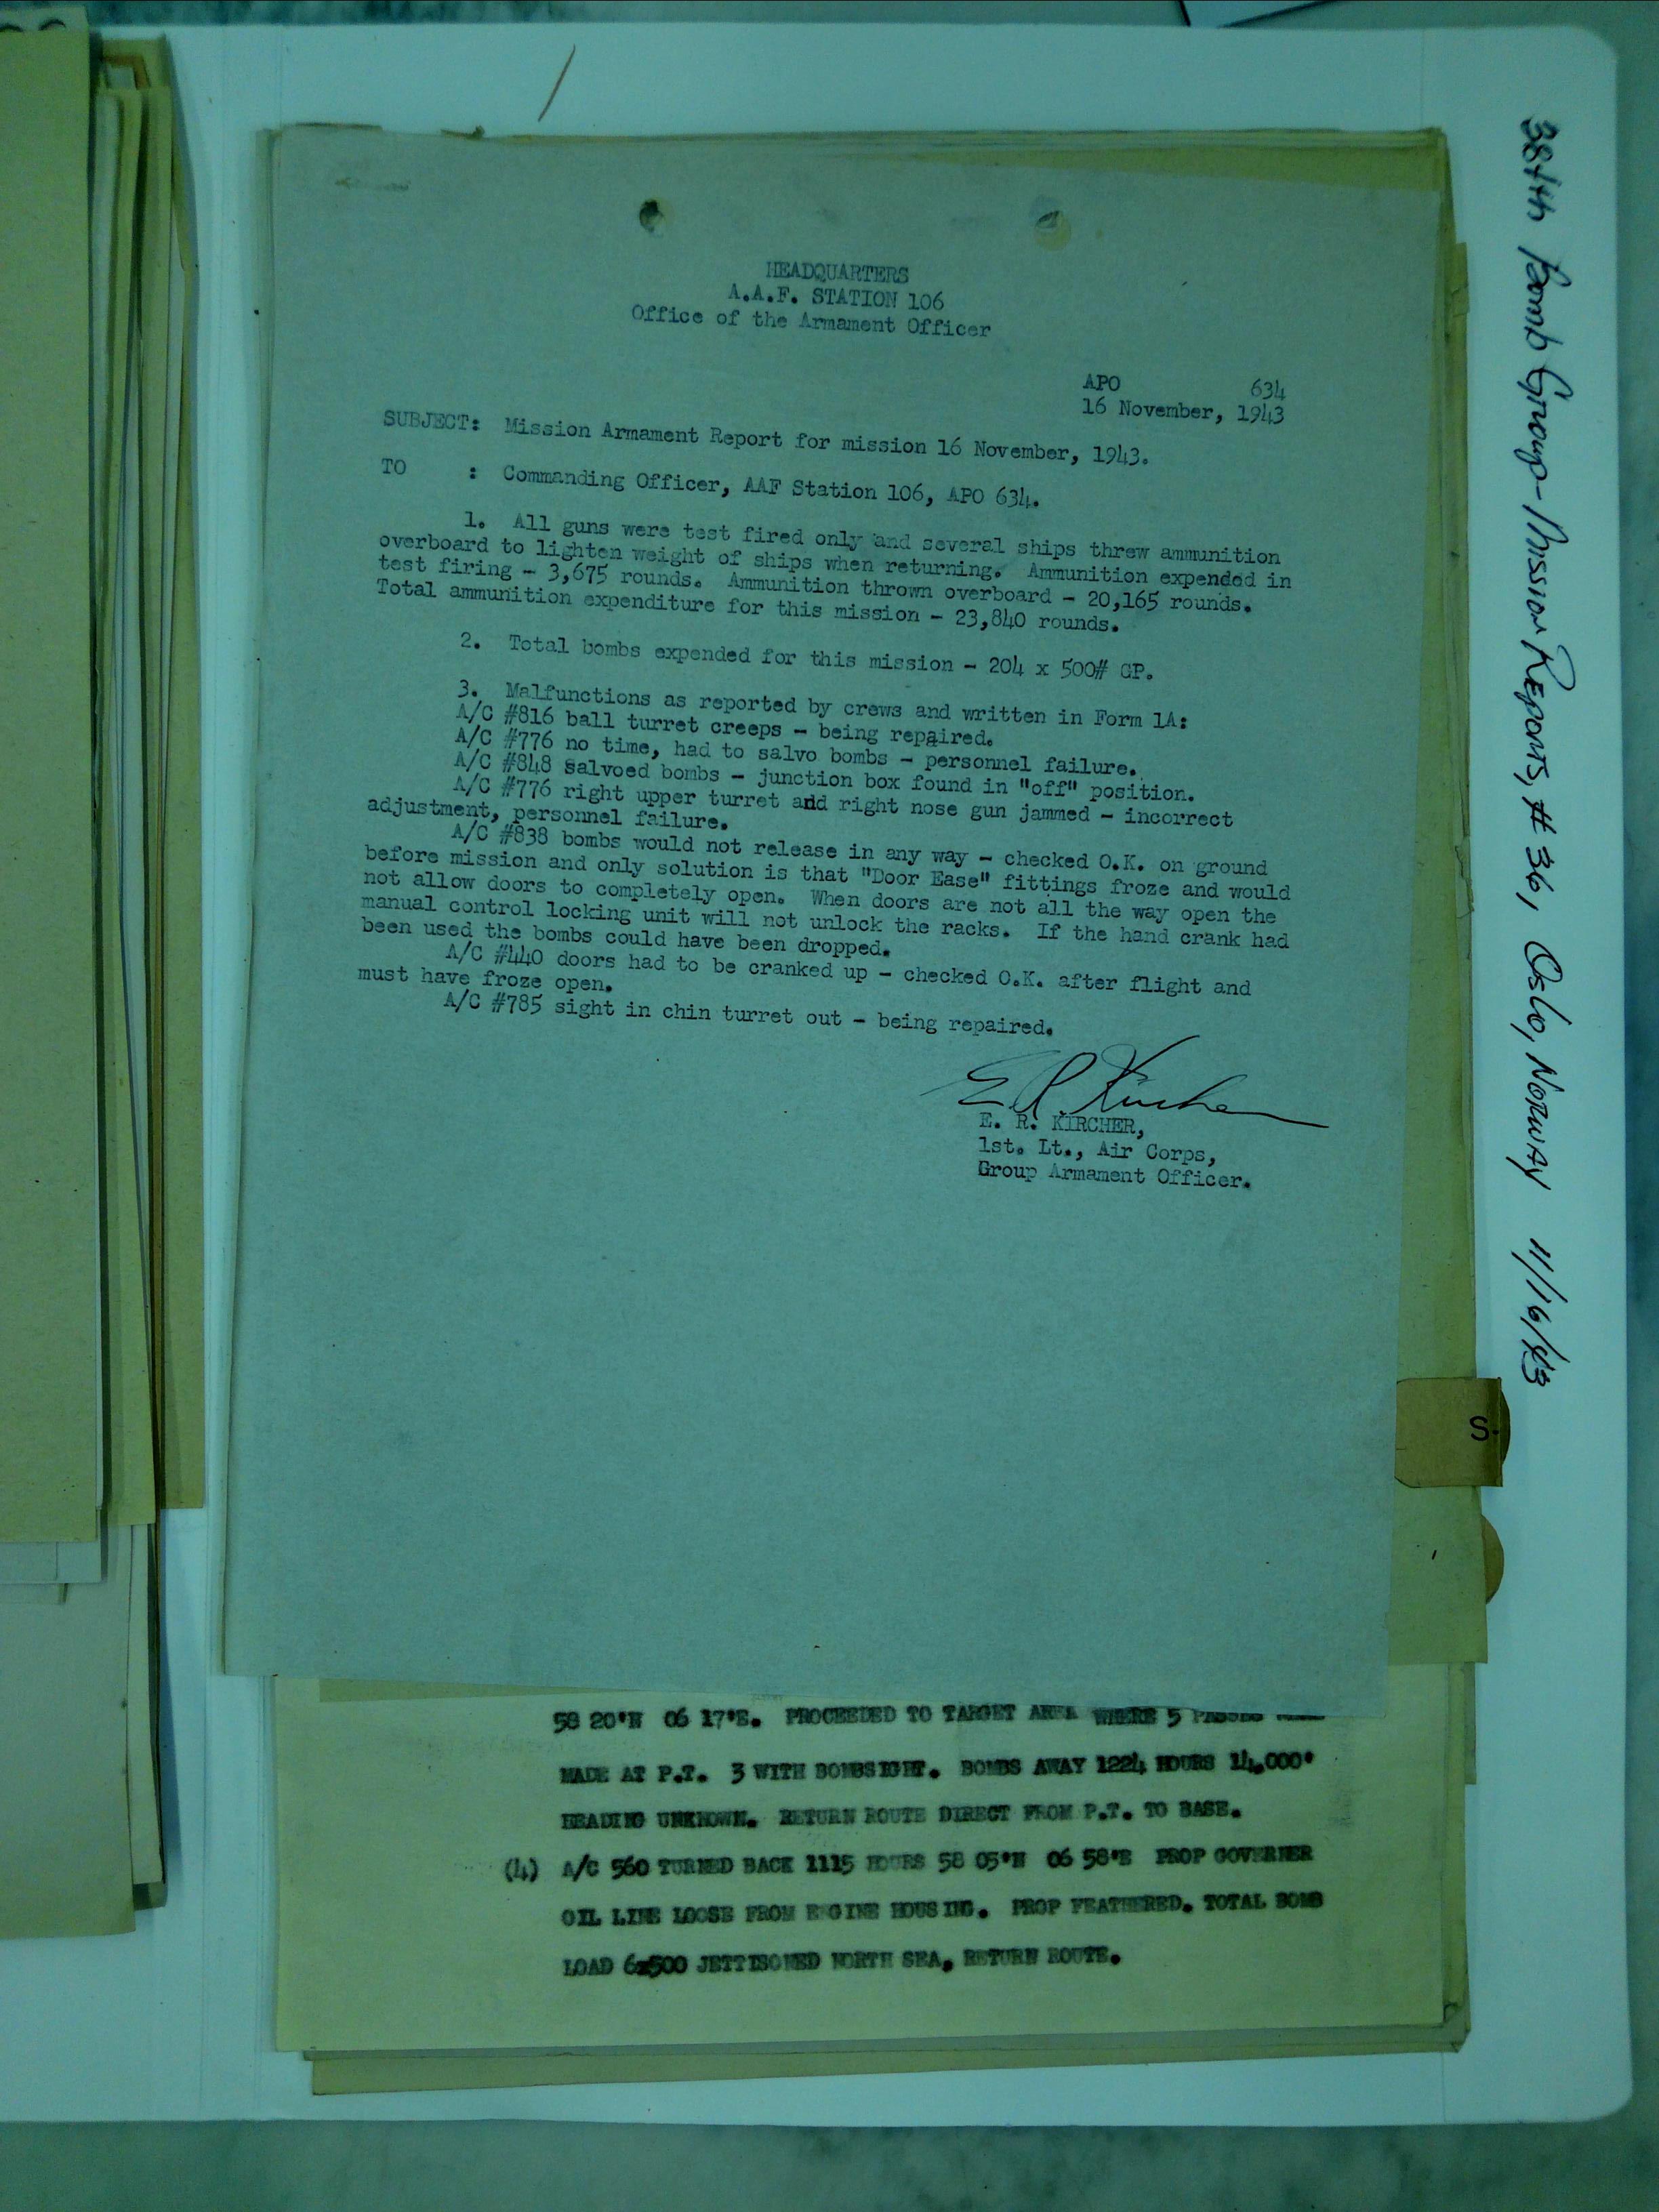 HEADQUARTERS
A.A.F. STATION 106
Office of the Armament Officer
APO 634
16 November, 1943
SUBJECT: Mission Armament Report for mission 16 November, 1943.
TO : Commanding Officer, AAF Station 106, APO 634.
1. All guns were test fired only and several ships threw ammunition
overboard to lighten weight of ships when returning. Ammunition expended in
test firing - 3,675 rounds. Ammunition thrown overboard - 20,165 rounds.
Total ammunition expenditure for this mission - 23,840 rounds.
2. Total bombs expended for this mission - 204 x 500# GP.
3. Malfunctions as reported by crews and written in Form 1A:
A/C #816 ball turret creeps - being repaired.
A/C #776 no time, had to salvo bombs - personnel failure.
A/C #848 salvoed bombs - junction box found in "off" position.
A/C #776 right upper turret and right nose gun jammed - incorrect
adjustment, personnel failure.
A/C #838 bombs would not release in any way - checked O.K. on ground
before mission and only solution is that "Door Ease" fittings froze and would
not allow doors to completely open. When doors are not all the way open the
manual control locking unit will not unlock the racks. If the hand crank had
been used the bombs could have been dropped.
A/C #440 doors had to be cranked up - checked O.K. after flight and
must have froze open.
A/C #785 sight in chin turret out - being repaired.
E R Kircher
E. R. KIRCHER,
1st. Lt., Air Corps,
Group Armament Officer.
58 20'N 06 17'E. PROCEEDED TO TARGET AREA WHERE 5 PASSES
MADE AT P.T. 3 WITH BOMBSIGHT. BOMBS AWAY 1224 HOURS 14,000'
HEADING UNKNOWN. RETURN ROUTE DIRECT FROM P.T. TO BASE.
(4) A/C 560 TURNED BACK 1115 HOURS 58 05'N 06 58'E PROP GOVERNER
OIL LINE LOOSE FROM ENGINE HOUSING. PROP FEATHERED. TOTAL BOMB
LOAD 6x500 JETTISONED NORTH SEA. RETURN ROUTE.
384th Bomb Group - Mission Reports, # 36, Oslo, Norway 11/16/43
S.